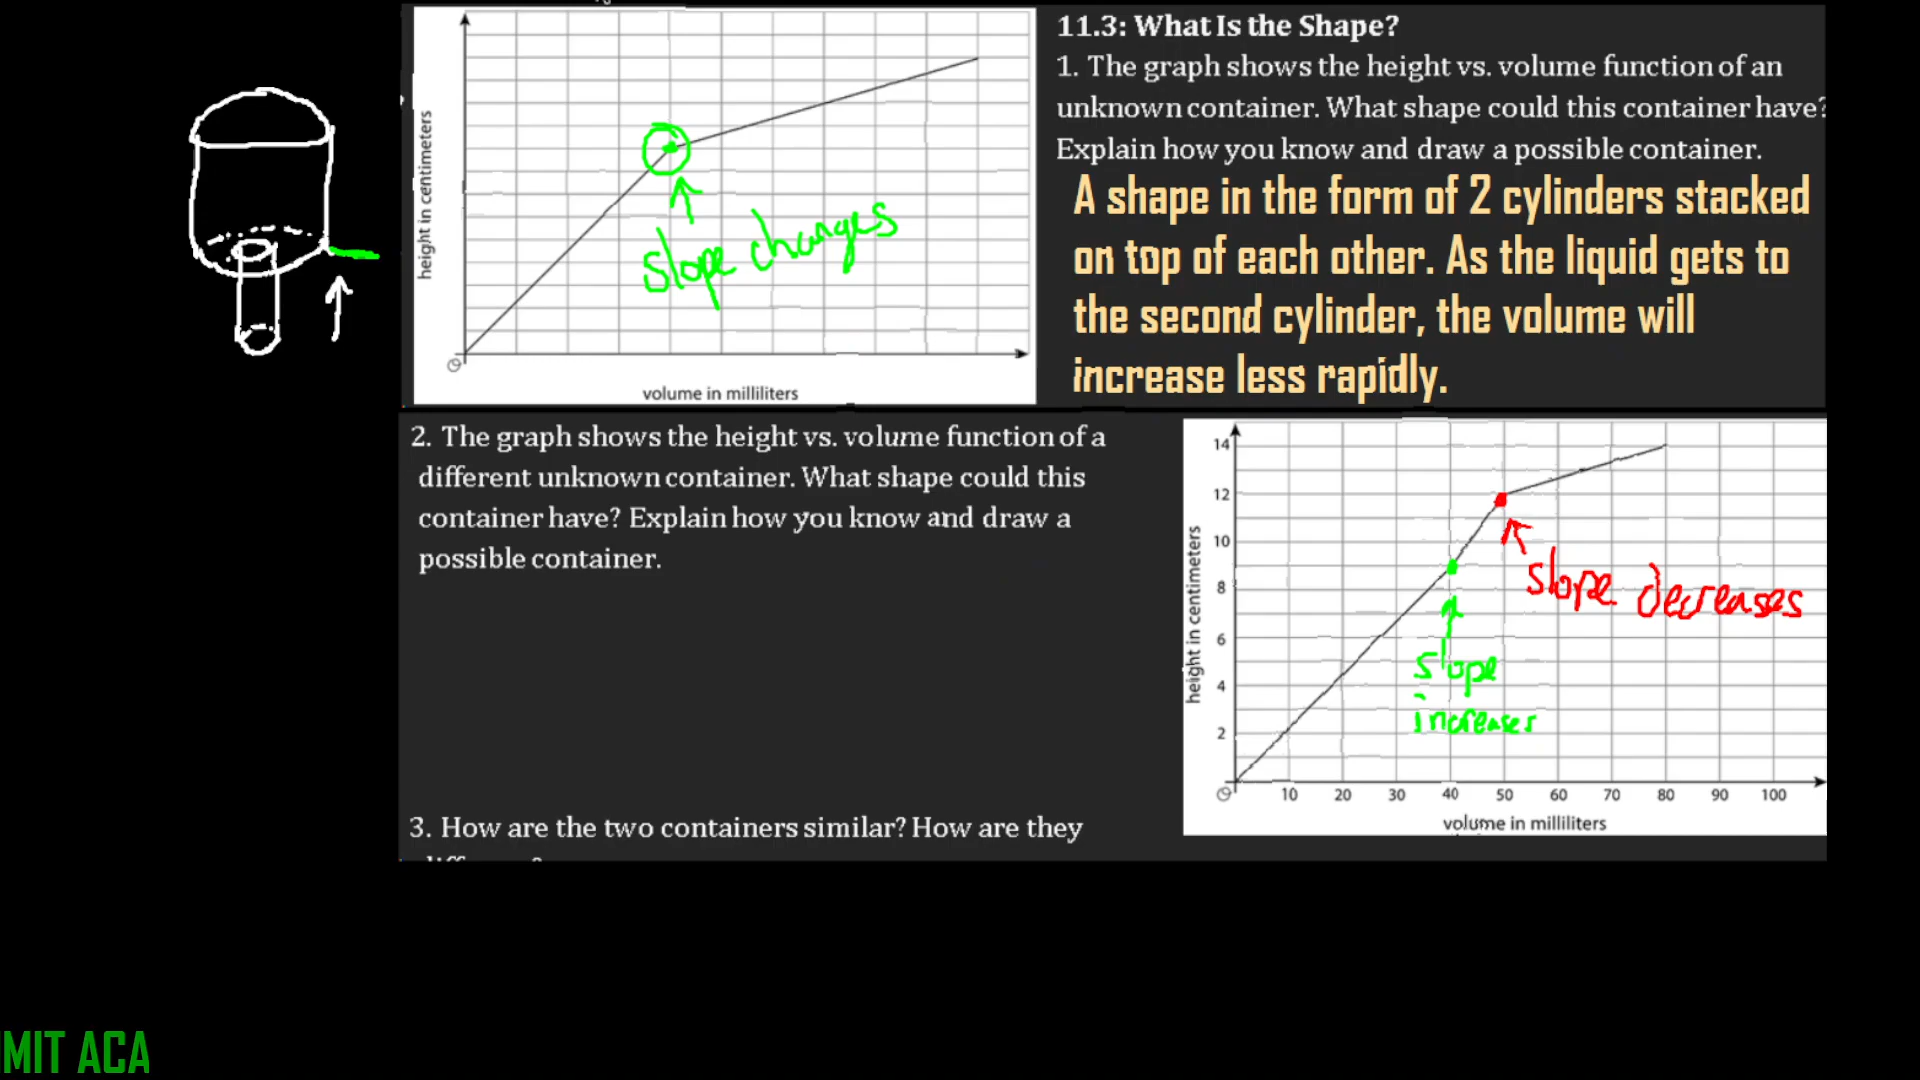 11.3: What Is the Shape?
1. The graph shows the height vs. volume function of an
unknown container. What shape could this container have?
Explain how you know and draw a possible container.
A shape in the form of 2 cylinders stacked
on top of each other. As the liquid gets to
the second cylinder, the volume will
increase less rapidly.
height in centimeters
slope changes
volume in milliliters
2. The graph shows the height vs. volume function of a
different unknown container. What shape could this
container have? Explain how you know and draw a
possible container.
height in centimeters
14
12
10
8
6
4
2
slope decreases
slope
increases
10 20 30 40 50 60 70 80 90 100
volume in milliliters
3. How are the two containers similar? How are they
MIT ACA